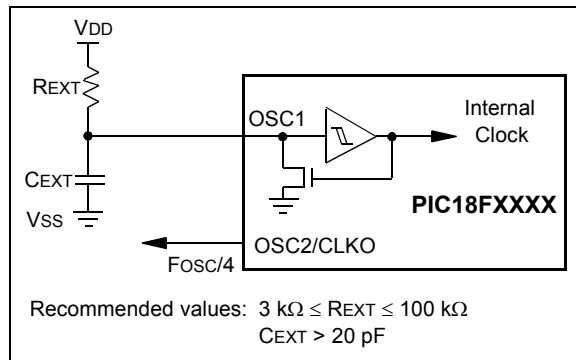 VDD
REXT
OSC1
Internal
Clock
CEXT
PIC18FXXXX
VSS
OSC2/CLKO
FOSC/4
Recommended values: 3 kΩ ≤ REXT ≤ 100 kΩ
CEXT > 20 pF